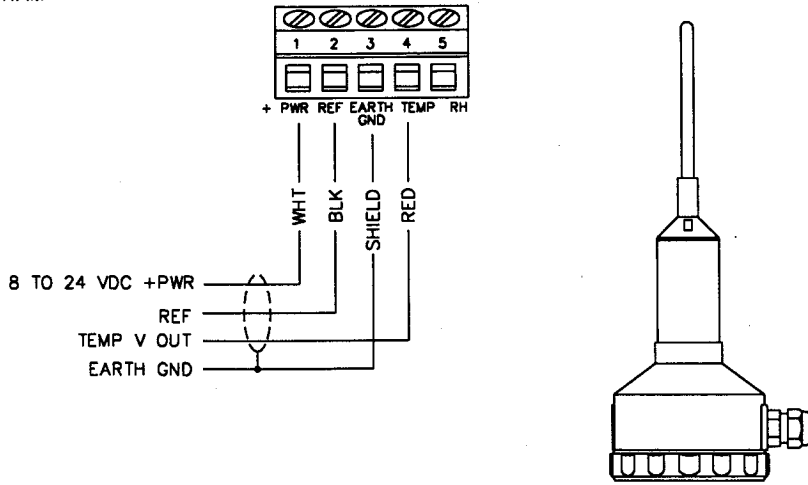 1 2 3 4 5
+ PWR REF EARTH GND TEMP RH
WHT
BLK
SHIELD
RED
8 TO 24 VDC +PWR
REF
TEMP V OUT
EARTH GND